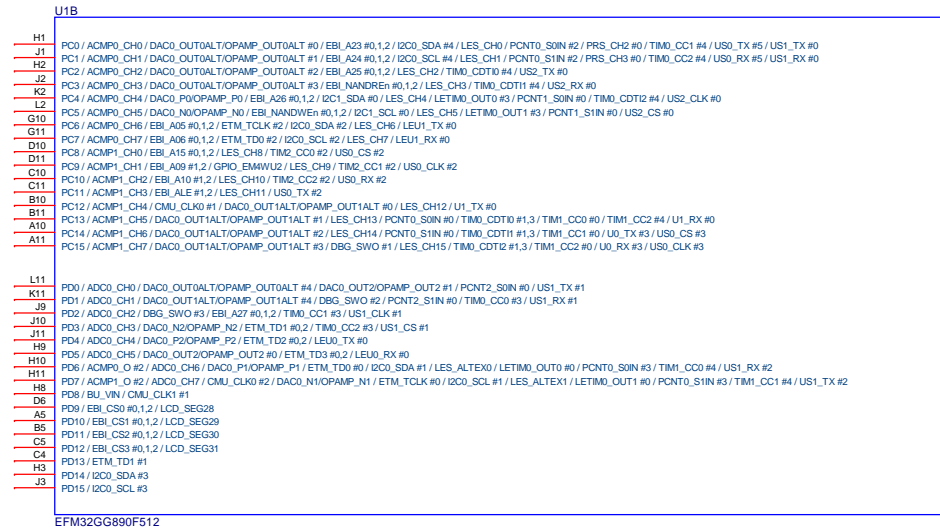 U1B
H1 PC0 / ACMP0_CH0 / DAC0_OUT0ALT/OPAMP_OUT0ALT #0 / EBI_A23 #0,1,2 / I2C0_SDA #4 / LES_CH0 / PCNT0_S0IN #2 / PRS_CH2 #0 / TIM0_CC1 #4 / US0_TX #5 / US1_TX #0
J1 PC1 / ACMP0_CH1 / DAC0_OUT0ALT/OPAMP_OUT0ALT #1 / EBI_A24 #0,1,2 / I2C0_SCL #4 / LES_CH1 / PCNT0_S1IN #2 / PRS_CH3 #0 / TIM0_CC2 #4 / US0_RX #5 / US1_RX #0
H2 PC2 / ACMP0_CH2 / DAC0_OUT0ALT/OPAMP_OUT0ALT #2 / EBI_A25 #0,1,2 / LES_CH2 / TIM0_CDTI0 #4 / US2_TX #0
J2 PC3 / ACMP0_CH3 / DAC0_OUT0ALT/OPAMP_OUT0ALT #3 / EBI_NANDREn #0,1,2 / LES_CH3 / TIM0_CDTI1 #4 / US2_RX #0
K2 PC4 / ACMP0_CH4 / DAC0_P0/OPAMP_P0 / EBI_A26 #0,1,2 / I2C1_SDA #0 / LES_CH4 / LETIM0_OUT0 #3 / PCNT1_S0IN #0 / TIM0_CDTI2 #4 / US2_CLK #0
L2 PC5 / ACMP0_CH5 / DAC0_N0/OPAMP_N0 / EBI_NANDWEn #0,1,2 / I2C1_SCL #0 / LES_CH5 / LETIM0_OUT1 #3 / PCNT1_S1IN #0 / US2_CS #0
G10 PC6 / ACMP0_CH6 / EBI_A05 #0,1,2 / ETM_TCLK #2 / I2C0_SDA #2 / LES_CH6 / LEU1_TX #0
G11 PC7 / ACMP0_CH7 / EBI_A06 #0,1,2 / ETM_TD0 #2 / I2C0_SCL #2 / LES_CH7 / LEU1_RX #0
D10 PC8 / ACMP1_CH0 / EBI_A15 #0,1,2 / LES_CH8 / TIM2_CC0 #2 / US0_CS #2
D11 PC9 / ACMP1_CH1 / EBI_A09 #1,2 / GPIO_EM4WU2 / LES_CH9 / TIM2_CC1 #2 / US0_CLK #2
C10 PC10 / ACMP1_CH2 / EBI_A10 #1,2 / LES_CH10 / TIM2_CC2 #2 / US0_RX #2
C11 PC11 / ACMP1_CH3 / EBI_ALE #1,2 / LES_CH11 / US0_TX #2
B10 PC12 / ACMP1_CH4 / CMU_CLK0 #1 / DAC0_OUT1ALT/OPAMP_OUT1ALT #0 / LES_CH12 / U1_TX #0
B11 PC13 / ACMP1_CH5 / DAC0_OUT1ALT/OPAMP_OUT1ALT #1 / LES_CH13 / PCNT0_S0IN #0 / TIM0_CDTI0 #1,3 / TIM1_CC0 #0 / TIM1_CC2 #4 / U1_RX #0
A10 PC14 / ACMP1_CH6 / DAC0_OUT1ALT/OPAMP_OUT1ALT #2 / LES_CH14 / PCNT0_S1IN #0 / TIM0_CDTI1 #1,3 / TIM1_CC1 #0 / U0_TX #3 / US0_CS #3
A11 PC15 / ACMP1_CH7 / DAC0_OUT1ALT/OPAMP_OUT1ALT #3 / DBG_SWO #1 / LES_CH15 / TIM0_CDTI2 #1,3 / TIM1_CC2 #0 / U0_RX #3 / US0_CLK #3
L11 PD0 / ADC0_CH0 / DAC0_OUT0ALT/OPAMP_OUT0ALT #4 / DAC0_OUT2/OPAMP_OUT2 #1 / PCNT2_S0IN #0 / US1_TX #1
K11 PD1 / ADC0_CH1 / DAC0_OUT1ALT/OPAMP_OUT1ALT #4 / DBG_SWO #2 / PCNT2_S1IN #0 / TIM0_CC0 #3 / US1_RX #1
J9 PD2 / ADC0_CH2 / DBG_SWO #3 / EBI_A27 #0,1,2 / TIM0_CC1 #3 / US1_CLK #1
J10 PD3 / ADC0_CH3 / DAC0_N2/OPAMP_N2 / ETM_TD1 #0,2 / TIM0_CC2 #3 / US1_CS #1
J11 PD4 / ADC0_CH4 / DAC0_P2/OPAMP_P2 / ETM_TD2 #0,2 / LEU0_TX #0
H9 PD5 / ADC0_CH5 / DAC0_OUT2/OPAMP_OUT2 #0 / ETM_TD3 #0,2 / LEU0_RX #0
H10 PD6 / ACMP0_O #2 / ADC0_CH6 / DAC0_P1/OPAMP_P1 / ETM_TD0 #0 / I2C0_SDA #1 / LES_ALTEX0 / LETIM0_OUT0 #0 / PCNT0_S0IN #3 / TIM1_CC0 #4 / US1_RX #2
H11 PD7 / ACMP1_O #2 / ADC0_CH7 / CMU_CLK0 #2 / DAC0_N1/OPAMP_N1 / ETM_TCLK #0 / I2C0_SCL #1 / LES_ALTEX1 / LETIM0_OUT1 #0 / PCNT0_S1IN #3 / TIM1_CC1 #4 / US1_TX #2
H8 PD8 / BU_VIN / CMU_CLK1 #1
D6 PD9 / EBI_CS0 #0,1,2 / LCD_SEG28
A5 PD10 / EBI_CS1 #0,1,2 / LCD_SEG29
B5 PD11 / EBI_CS2 #0,1,2 / LCD_SEG30
C5 PD12 / EBI_CS3 #0,1,2 / LCD_SEG31
C4 PD13 / ETM_TD1 #1
H3 PD14 / I2C0_SDA #3
J3 PD15 / I2C0_SCL #3
EFM32GG890F512